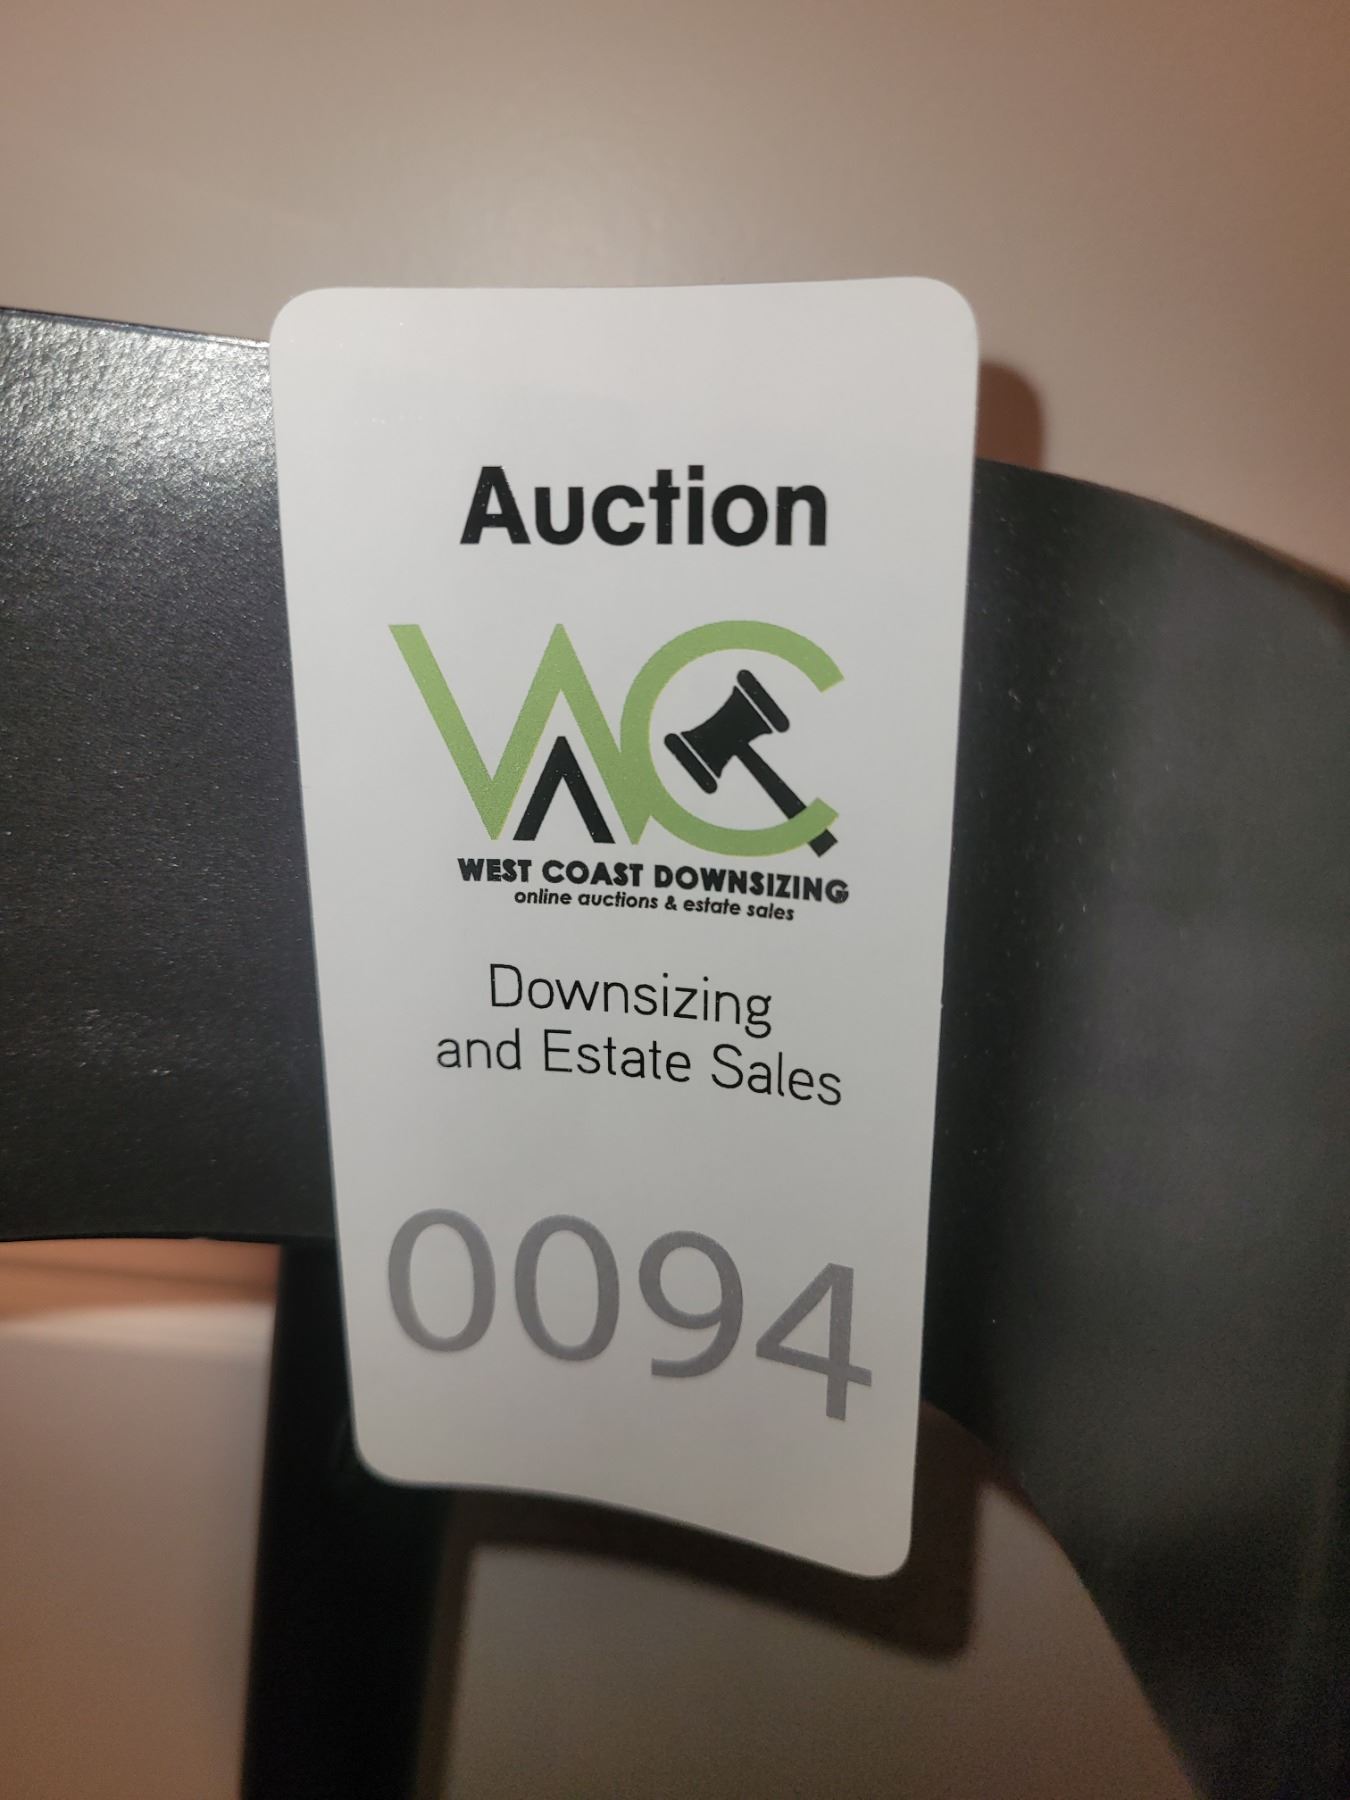 Auction
WC
WEST COAST DOWNSIZING
online auctions & estate sales
Downsizing
and Estate Sales
0094